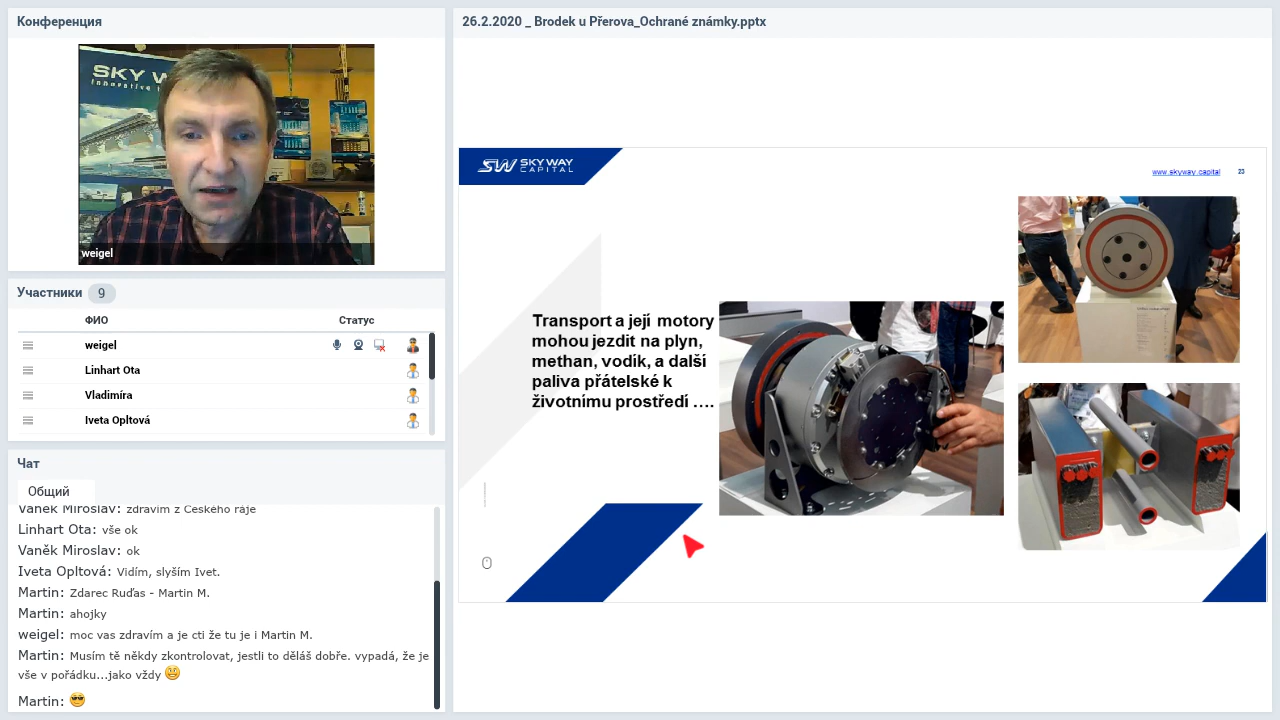 Конференция
SKY W
weigel
Участники 9
ФИО
Статус
weigel
Linhart Ota
Vladimíra
Iveta Opltová
Чат
Общий
Vaněk Miroslav: zdravím z Českého ráje
Linhart Ota: vše ok
Vaněk Miroslav: ok
Iveta Opltová: Vidím, slyším Ivet.
Martin: Zdarec Ruďas - Martin M.
Martin: ahojky
weigel: moc vas zdravím a je cti že tu je i Martin M.
Martin: Musím tě někdy zkontrolovat, jestli to děláš dobře. vypadá, že je
vše v pořádku...jako vždy
Martin:
26.2.2020 _ Brodek u Přerova_Ochrané známky.pptx
SW SKY WAY
CAPITAL
www.skyway.capital
23
Transport a její motory
mohou jezdit na plyn,
methan, vodík, a další
paliva přátelské k
životnímu prostředí ....